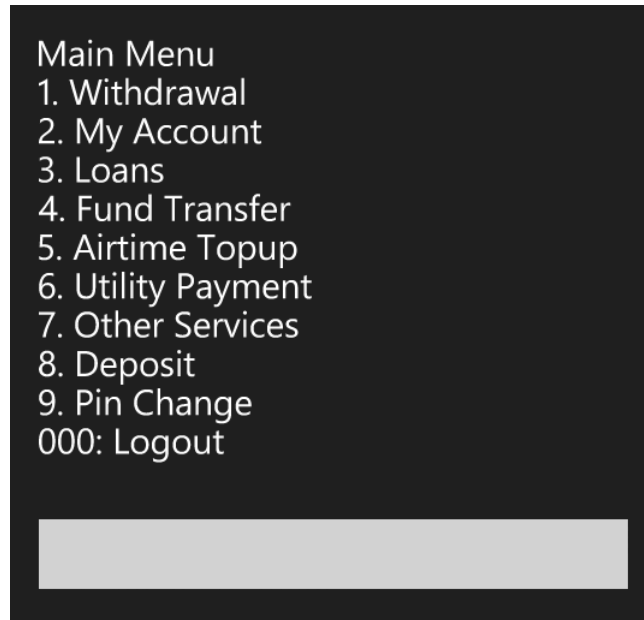 Main Menu
1. Withdrawal
2. My Account
3. Loans
4. Fund Transfer
5. Airtime Topup
6. Utility Payment
7. Other Services
8. Deposit
9. Pin Change
000: Logout